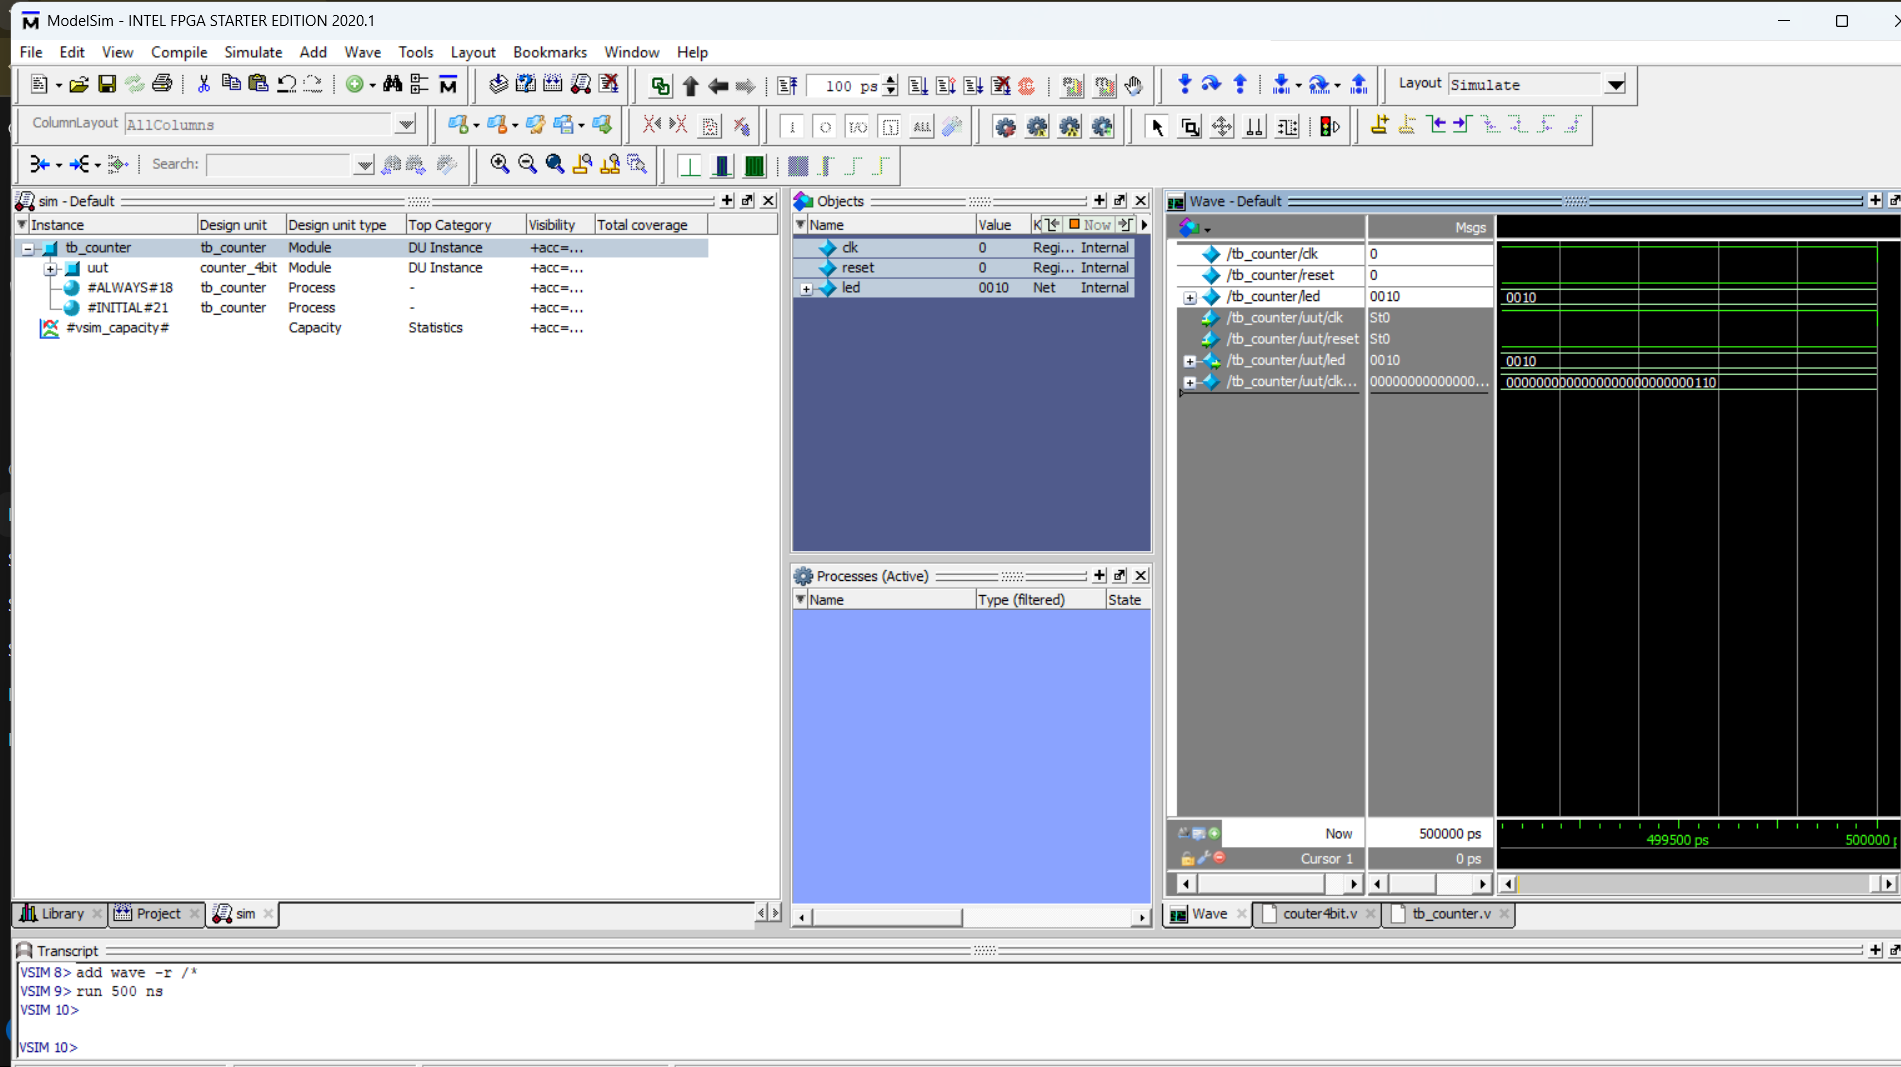 ModelSim - INTEL FPGA STARTER EDITION 2020.1
File Edit View Compile Simulate Add Wave Tools Layout Bookmarks Window Help
100 ps
Layout Simulate
ColumnLayout AllColumns
ALL
Search:
sim - Default
Instance Design unit Design unit type Top Category Visibility Total coverage
tb_counter tb_counter Module DU Instance +acc=...
uut counter_4bit Module DU Instance +acc=...
#ALWAYS#18 tb_counter Process - +acc=...
#INITIAL#21 tb_counter Process - +acc=...
#vsim_capacity# Capacity Statistics +acc=...
Library Project sim
Objects
Name Value K Now
clk 0 Regi... Internal
reset 0 Regi... Internal
led 0010 Net Internal
Processes (Active)
Name Type (filtered) State
Wave - Default
Msgs
/tb_counter/clk 0
/tb_counter/reset 0
/tb_counter/led 0010 0010
/tb_counter/uut/clk St0
/tb_counter/uut/reset St0
/tb_counter/uut/led 0010 0010
/tb_counter/uut/clk... 00000000000000...
Now 500000 ps 499500 ps 500000
Cursor 1 0 ps
Wave couter4bit.v tb_counter.v
Transcript
VSIM 8> add wave -r /*
VSIM 9> run 500 ns
VSIM 10>
VSIM 10>